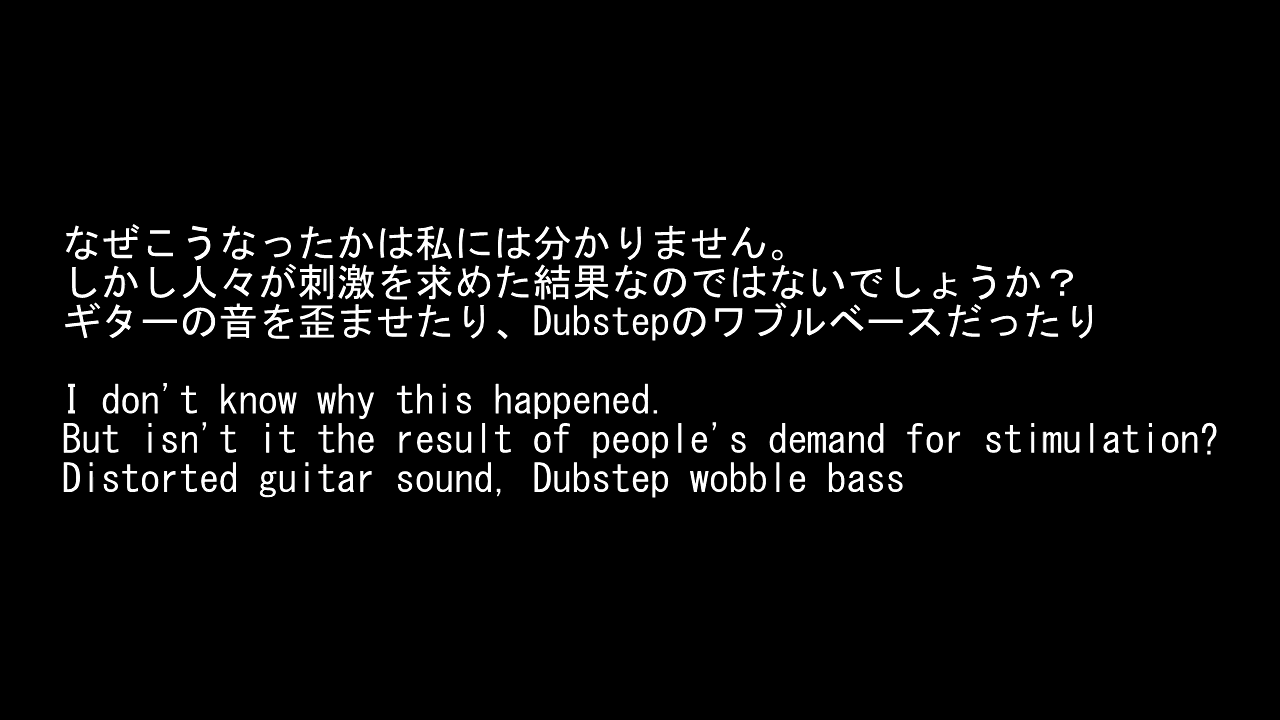 なぜこうなったかは私には分かりません。
しかし人々が刺激を求めた結果なのではないでしょうか？
ギターの音を歪ませたり、Dubstepのワブルベースだったり
I don't know why this happened.
But isn't it the result of people's demand for stimulation?
Distorted guitar sound, Dubstep wobble bass